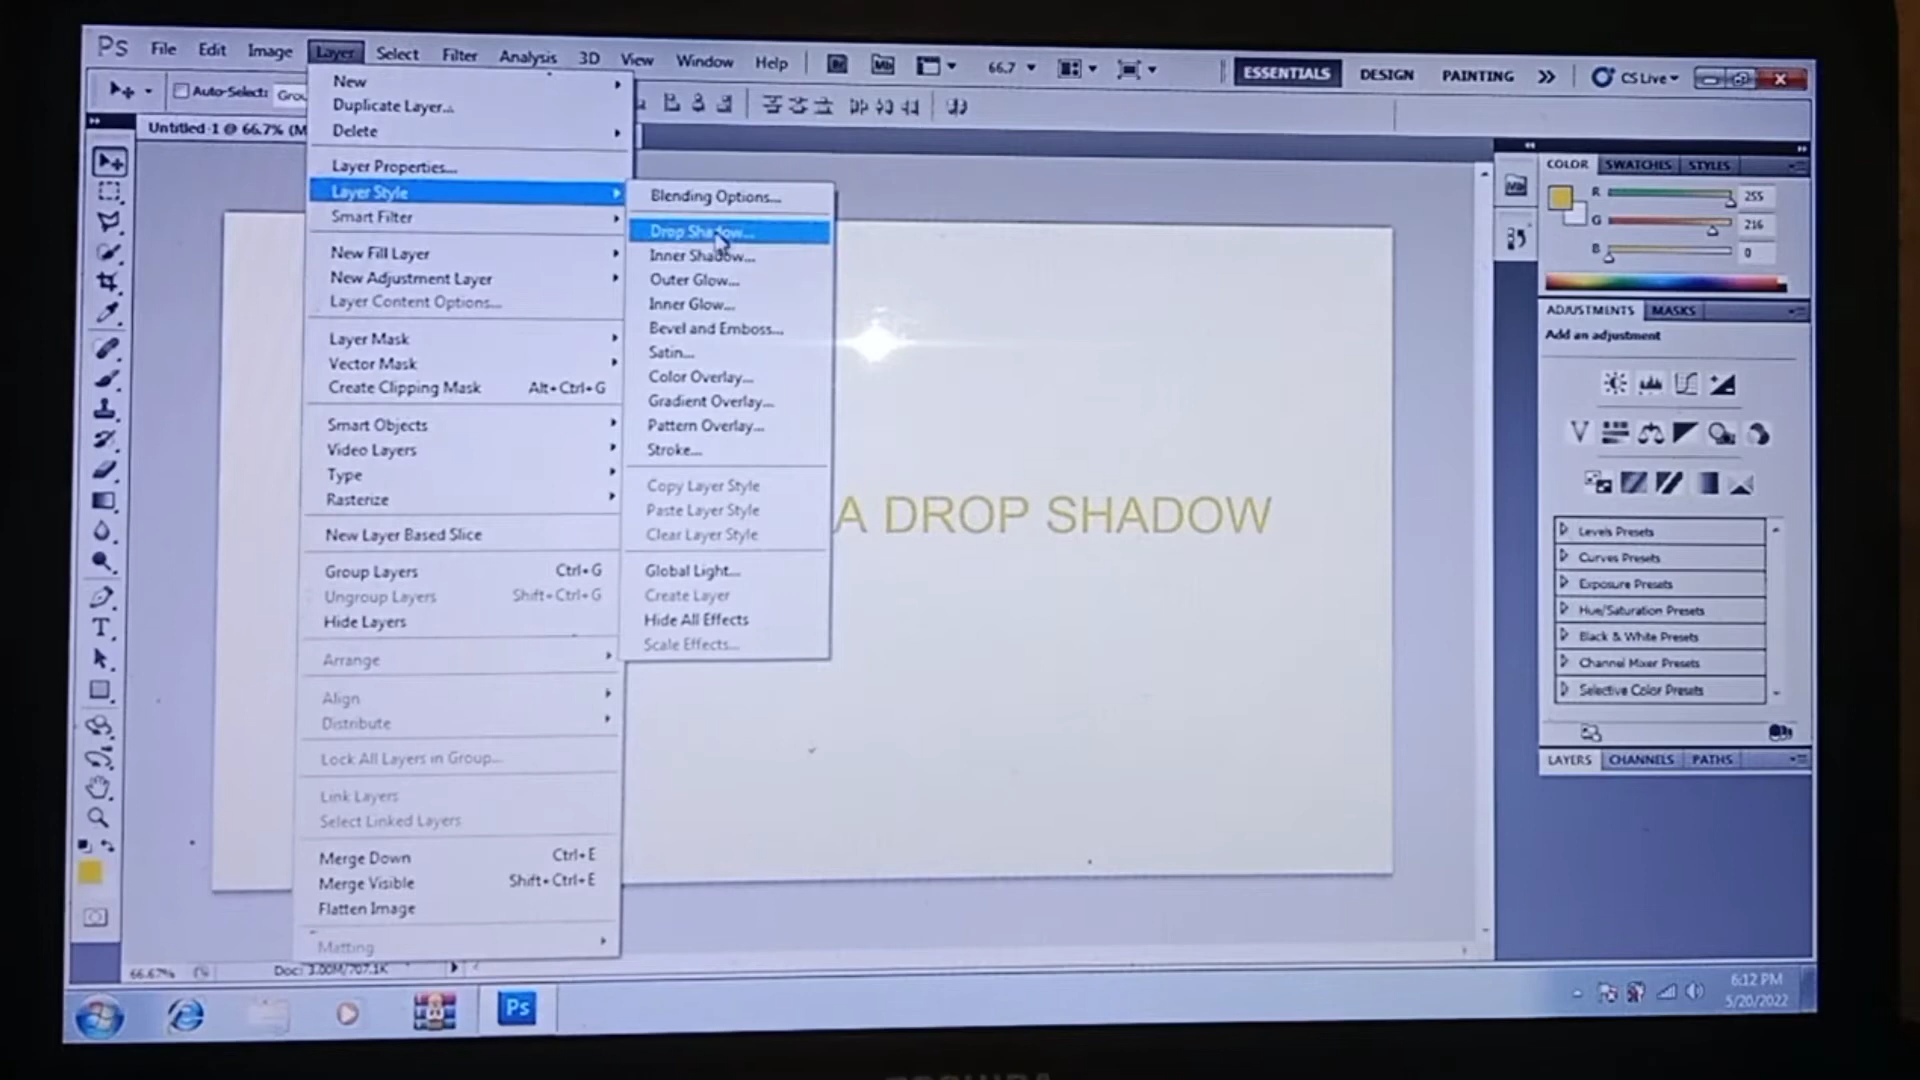 Ps File Edit Image Layer Select Filter Analysis 3D View Window Help Br Mb 66.7 ESSENTIALS DESIGN PAINTING CS Live
Auto-Select:
Untitled-1 @ 66.7%
New
Duplicate Layer...
Delete
Layer Properties...
Layer Style
Smart Filter
New Fill Layer
New Adjustment Layer
Layer Content Options...
Layer Mask
Vector Mask
Create Clipping Mask Alt+Ctrl+G
Smart Objects
Video Layers
Type
Rasterize
New Layer Based Slice
Group Layers Ctrl+G
Ungroup Layers Shift+Ctrl+G
Hide Layers
Arrange
Align
Distribute
Lock All Layers in Group...
Link Layers
Select Linked Layers
Merge Down Ctrl+E
Merge Visible Shift+Ctrl+E
Flatten Image
Matting
Blending Options...
Drop Shadow...
Inner Shadow...
Outer Glow...
Inner Glow...
Bevel and Emboss...
Satin...
Color Overlay...
Gradient Overlay...
Pattern Overlay...
Stroke...
Copy Layer Style
Paste Layer Style
Clear Layer Style
Global Light...
Create Layer
Hide All Effects
Scale Effects...
A DROP SHADOW
COLOR SWATCHES STYLES
R 255
G 216
B 0
ADJUSTMENTS MASKS
Add an adjustment
Levels Presets
Curves Presets
Exposure Presets
Hue/Saturation Presets
Black & White Presets
Channel Mixer Presets
Selective Color Presets
LAYERS CHANNELS PATHS
66.67% Doc: 3.00M/707.1K
Ps
6:12 PM
5/20/2022